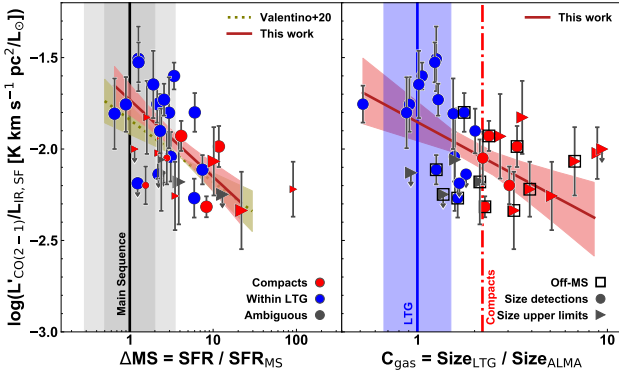 log(L'CO(2−1)/LIR, SF [K km s⁻¹ pc²/L⊙])
−1.5
−2.0
−2.5
−3.0
Valentino+20
This work
Main Sequence
Compacts
Within LTG
Ambiguous
1
10
100
ΔMS = SFR / SFRMS
This work
LTG
Compacts
Off-MS
Size detections
Size upper limits
1
10
Cgas = SizeLTG / SizeALMA